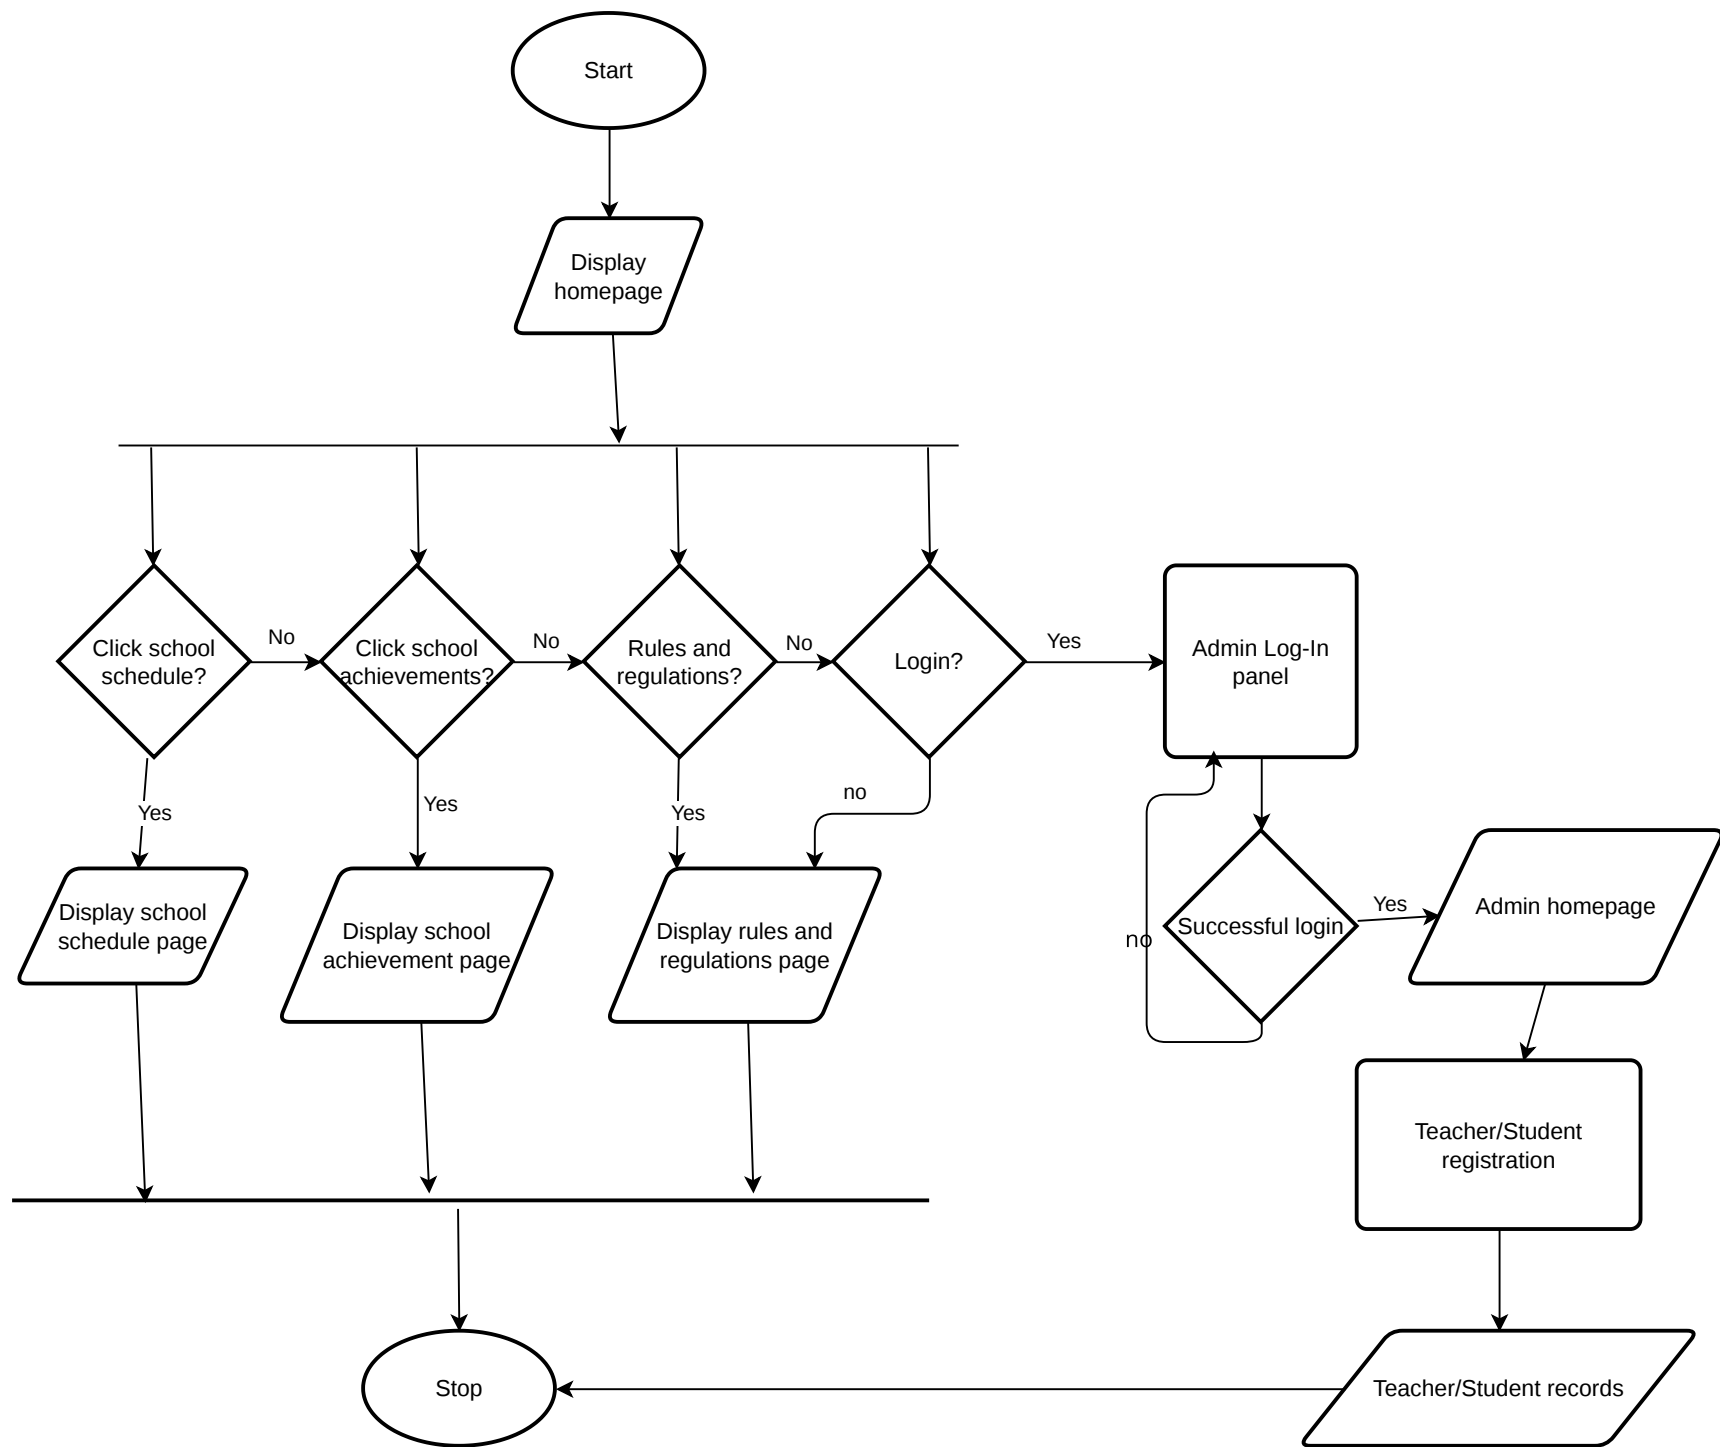 Start
Display
homepage
Click school
schedule?
No
Click school
achievements?
No
Rules and
regulations?
No
Login?
Yes
Admin Log-In
panel
Yes
Yes
Yes
no
Display school
schedule page
Display school
achievement page
Display rules and
regulations page
no
Successful login
Yes
Admin homepage
Teacher/Student
registration
Stop
Teacher/Student records